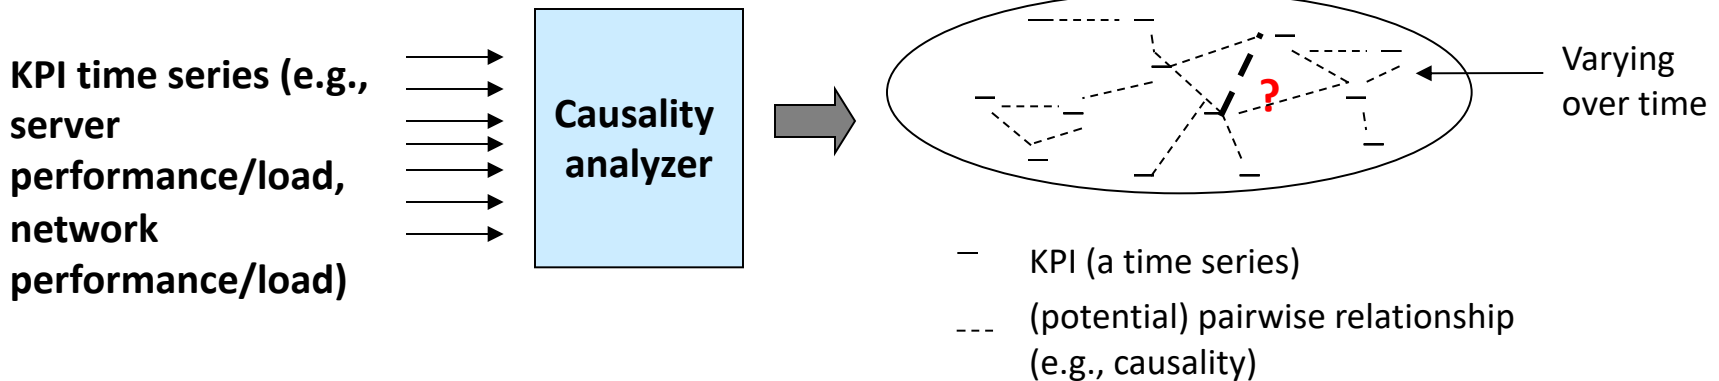 KPI time series (e.g.,
server
performance/load,
network
performance/load)
Causality
analyzer
?
Varying
over time
KPI (a time series)
(potential) pairwise relationship
(e.g., causality)